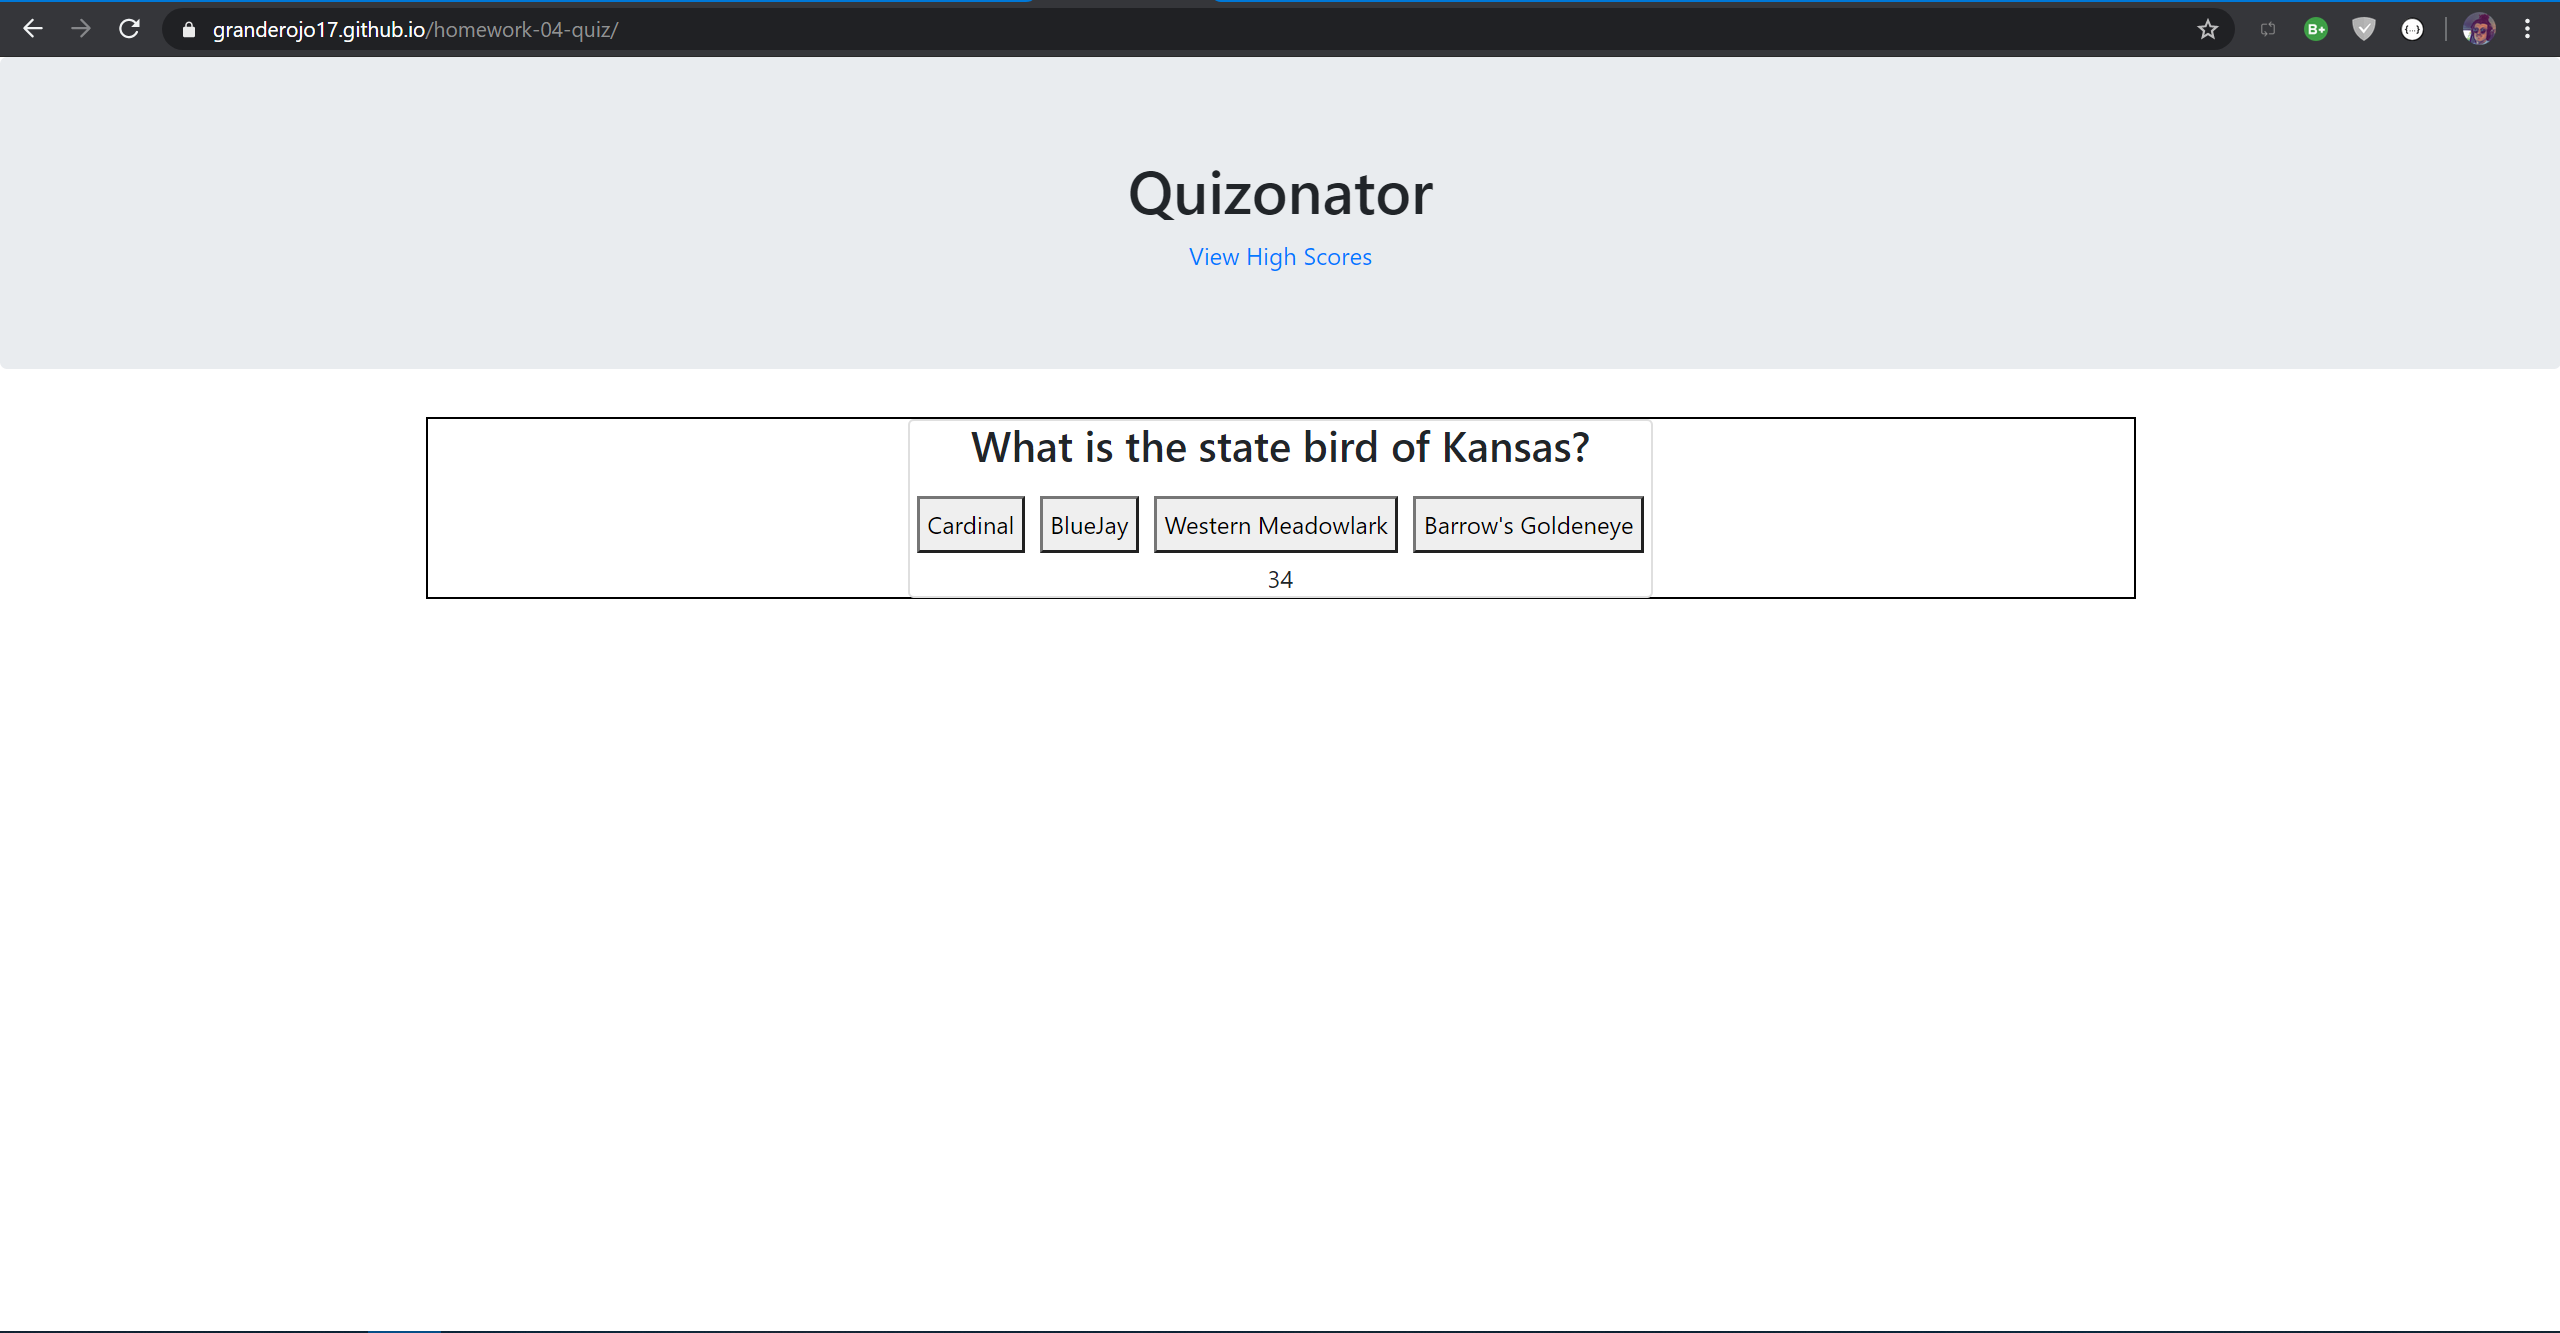 granderojo17.github.io/homework-04-quiz/
B+
{...}
Quizonator
View High Scores
What is the state bird of Kansas?
Cardinal BlueJay Western Meadowlark Barrow's Goldeneye
34